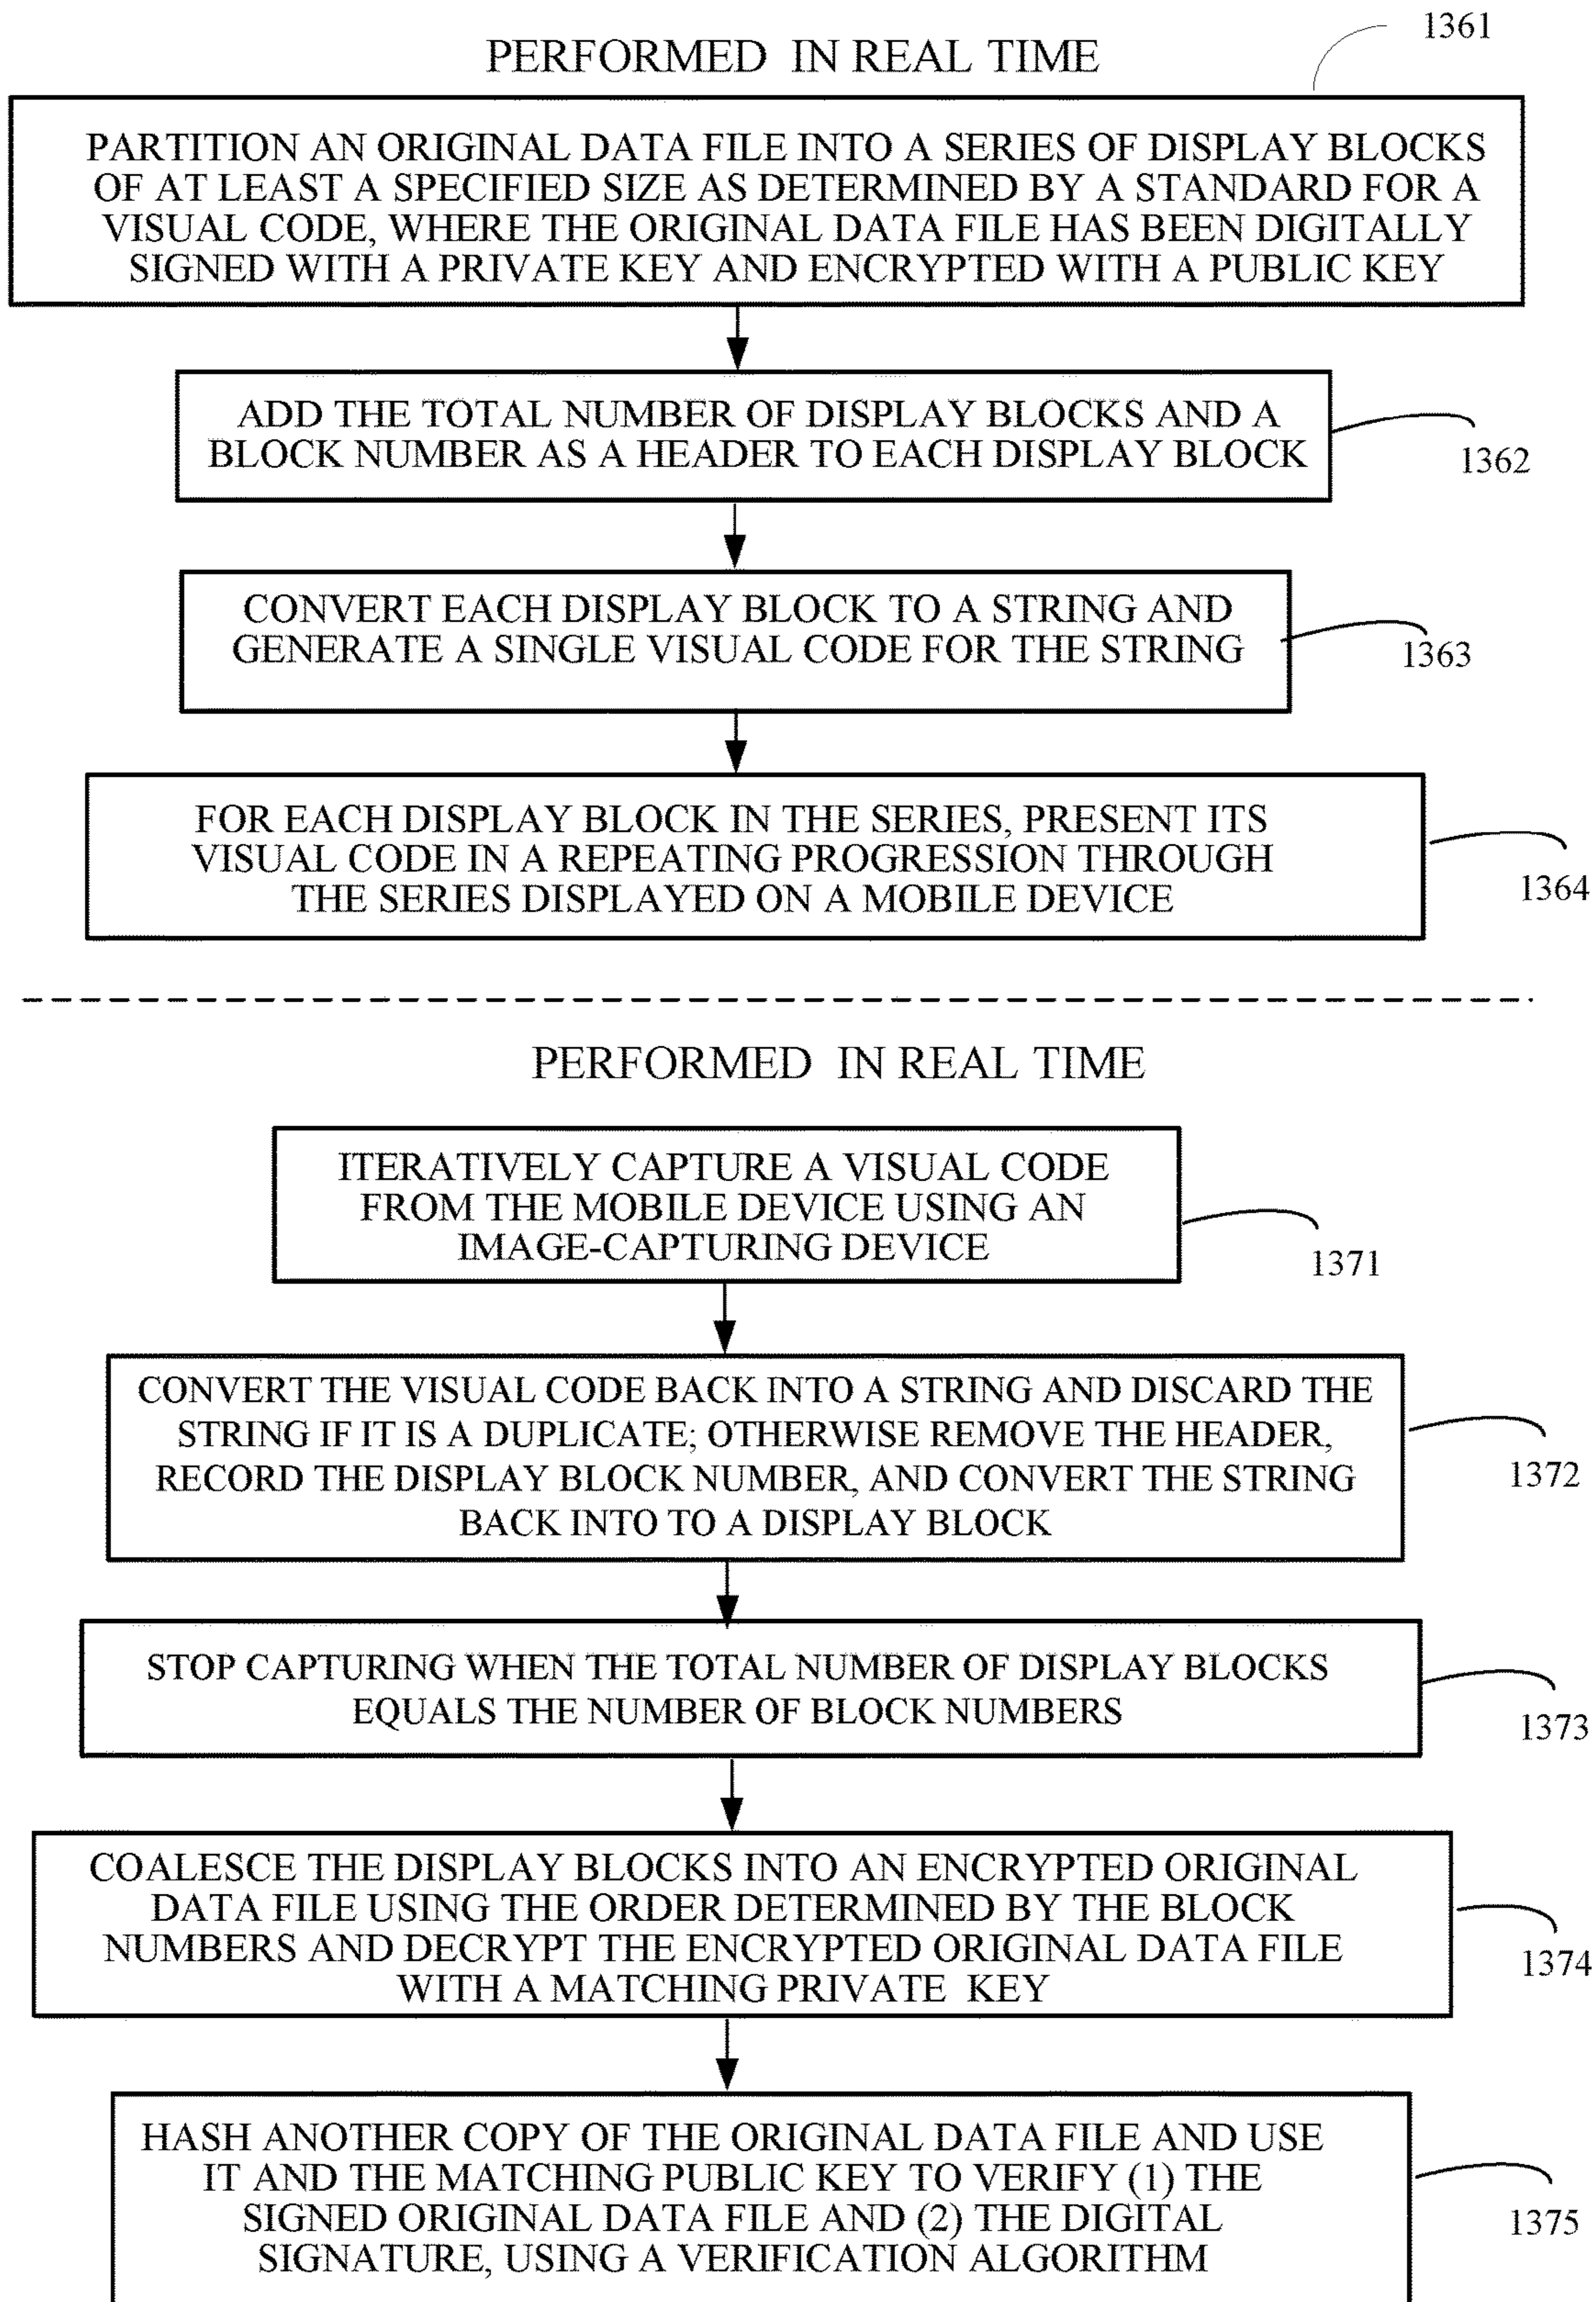 1361
PERFORMED IN REAL TIME
PARTITION AN ORIGINAL DATA FILE INTO A SERIES OF DISPLAY BLOCKS
OF AT LEAST A SPECIFIED SIZE AS DETERMINED BY A STANDARD FOR A
VISUAL CODE, WHERE THE ORIGINAL DATA FILE HAS BEEN DIGITALLY
SIGNED WITH A PRIVATE KEY AND ENCRYPTED WITH A PUBLIC KEY
ADD THE TOTAL NUMBER OF DISPLAY BLOCKS AND A
BLOCK NUMBER AS A HEADER TO EACH DISPLAY BLOCK
1362
CONVERT EACH DISPLAY BLOCK TO A STRING AND
GENERATE A SINGLE VISUAL CODE FOR THE STRING
1363
FOR EACH DISPLAY BLOCK IN THE SERIES, PRESENT ITS
VISUAL CODE IN A REPEATING PROGRESSION THROUGH
THE SERIES DISPLAYED ON A MOBILE DEVICE
1364
PERFORMED IN REAL TIME
ITERATIVELY CAPTURE A VISUAL CODE
FROM THE MOBILE DEVICE USING AN
IMAGE-CAPTURING DEVICE
1371
CONVERT THE VISUAL CODE BACK INTO A STRING AND DISCARD THE
STRING IF IT IS A DUPLICATE; OTHERWISE REMOVE THE HEADER,
RECORD THE DISPLAY BLOCK NUMBER, AND CONVERT THE STRING
BACK INTO TO A DISPLAY BLOCK
1372
STOP CAPTURING WHEN THE TOTAL NUMBER OF DISPLAY BLOCKS
EQUALS THE NUMBER OF BLOCK NUMBERS
1373
COALESCE THE DISPLAY BLOCKS INTO AN ENCRYPTED ORIGINAL
DATA FILE USING THE ORDER DETERMINED BY THE BLOCK
NUMBERS AND DECRYPT THE ENCRYPTED ORIGINAL DATA FILE
WITH A MATCHING PRIVATE KEY
1374
HASH ANOTHER COPY OF THE ORIGINAL DATA FILE AND USE
IT AND THE MATCHING PUBLIC KEY TO VERIFY (1) THE
SIGNED ORIGINAL DATA FILE AND (2) THE DIGITAL
SIGNATURE, USING A VERIFICATION ALGORITHM
1375